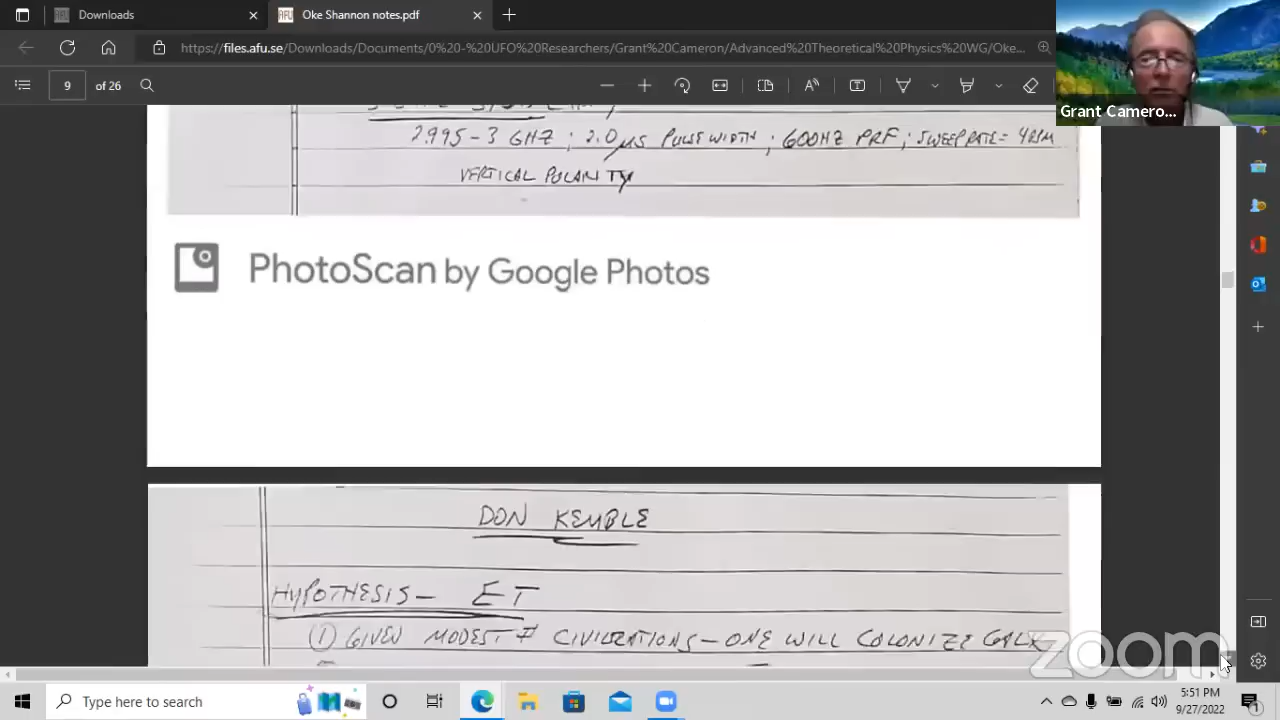 Downloads
Oke Shannon notes.pdf
https://files.afu.se/Downloads/Documents/0%20-%20UFO%20Researchers/Grant%20Cameron/Advanced%20Theoretical%20Physics%20WG/Oke...
9 of 26
Grant Camero...
2.995 - 3 GHZ ; 2.0 µs PULSE WIDTH ; 600HZ PRF ; SWEEP RATE = 4RPM
VERTICAL POLARITY
PhotoScan by Google Photos
DON KEMBLE
HYPOTHESIS - ET
① GIVEN MODEST # CIVILIZATIONS - ONE WILL COLONIZE GALX
zoom
Type here to search
5:51 PM
9/27/2022